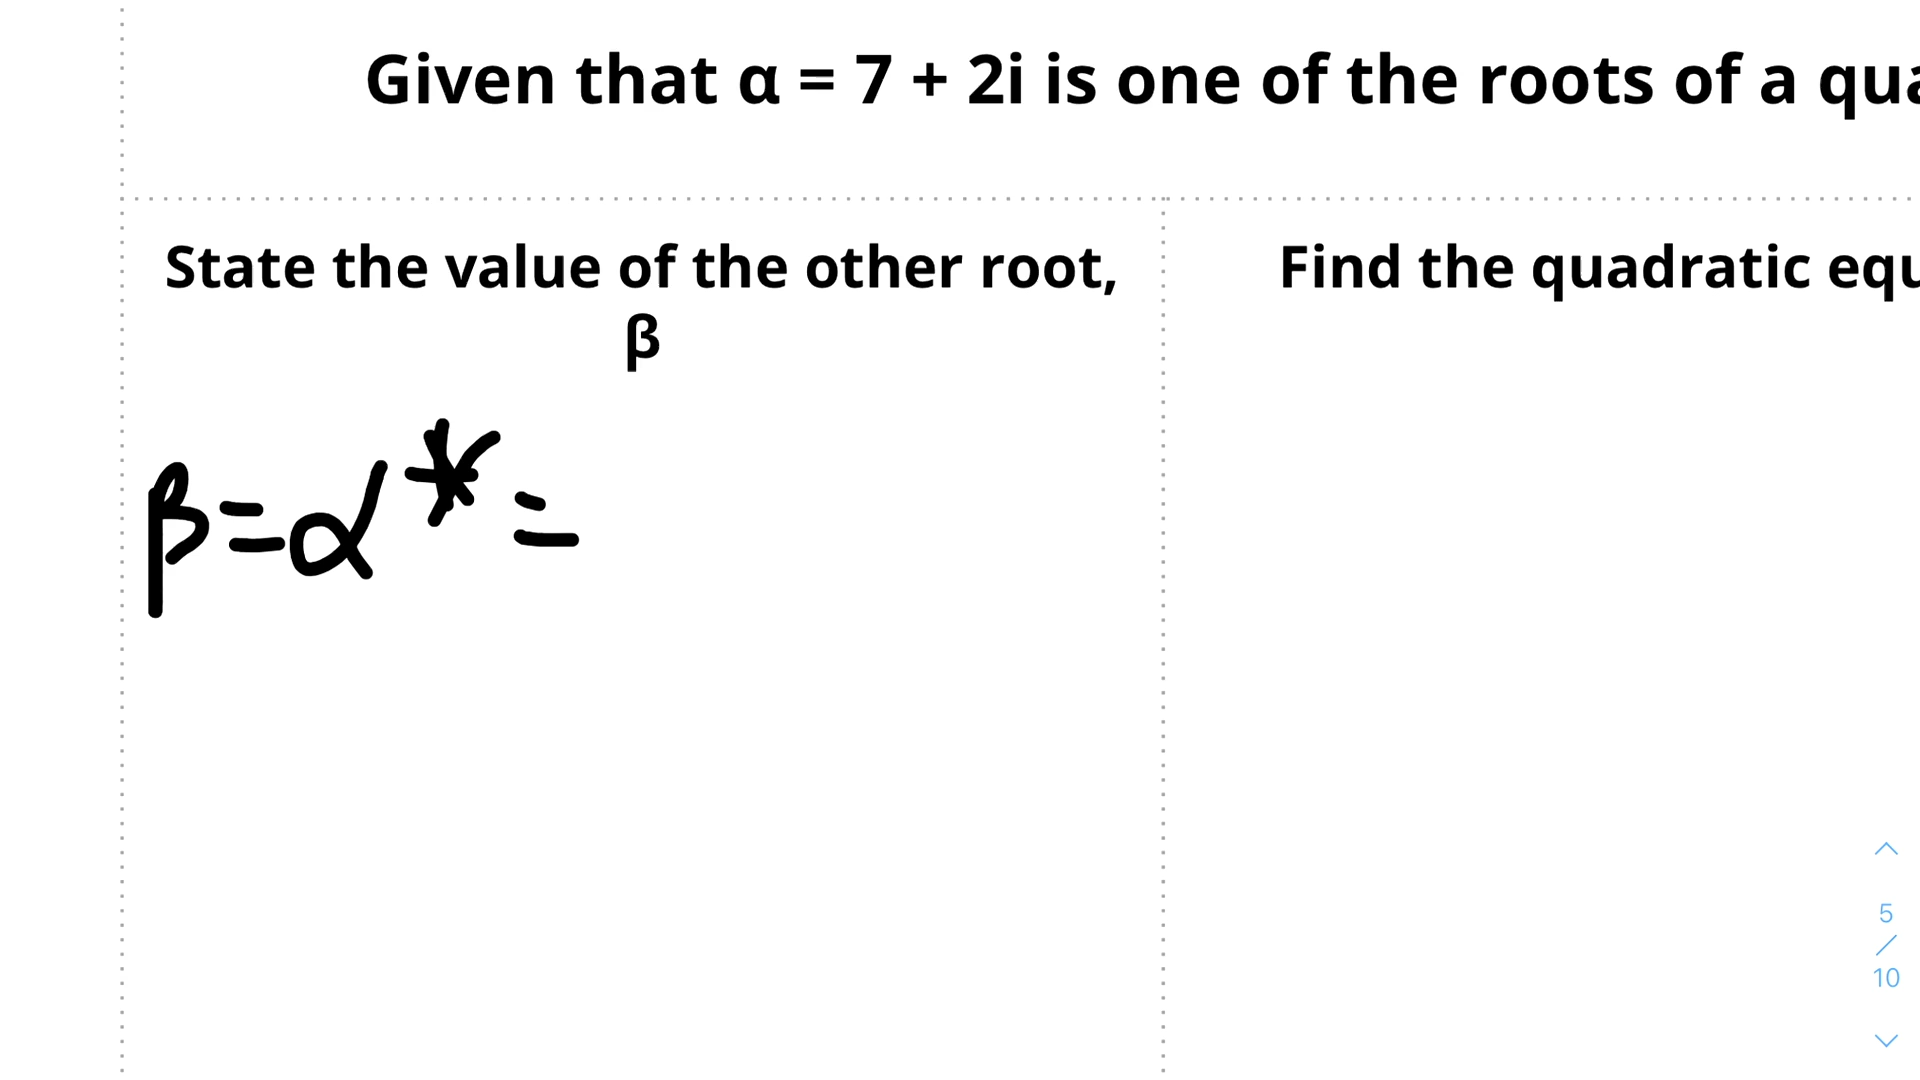 Given that α = 7 + 2i is one of the roots of a qua
State the value of the other root,
β
Find the quadratic equ
β=α*=
5
/
10